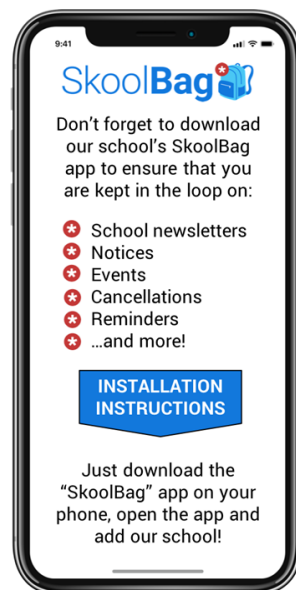 9:41
SkoolBag
Don’t forget to download
our school’s SkoolBag
app to ensure that you
are kept in the loop on:
School newsletters
Notices
Events
Cancellations
Reminders
...and more!
INSTALLATION
INSTRUCTIONS
Just download the
“SkoolBag” app on your
phone, open the app and
add our school!